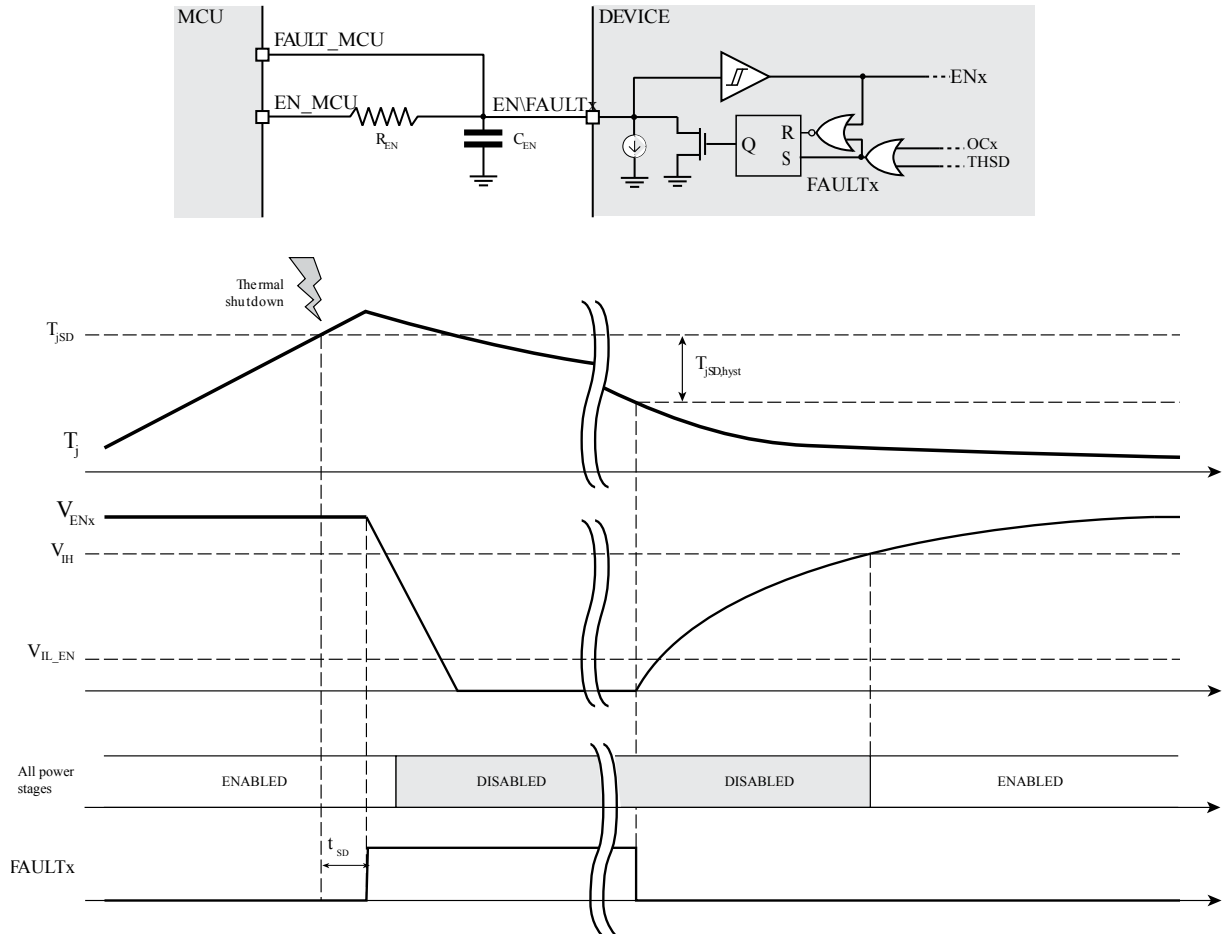 MCU
DEVICE
FAULT_MCU
EN_MCU
EN\FAULTx
ENx
R_EN
C_EN
Q
R
S
OCx
THSD
FAULTx
Thermal
shutdown
T_jSD
T_jSD,hyst
T_j
V_ENx
V_IH
V_IL_EN
All power
stages
ENABLED
DISABLED
DISABLED
ENABLED
t_SD
FAULTx